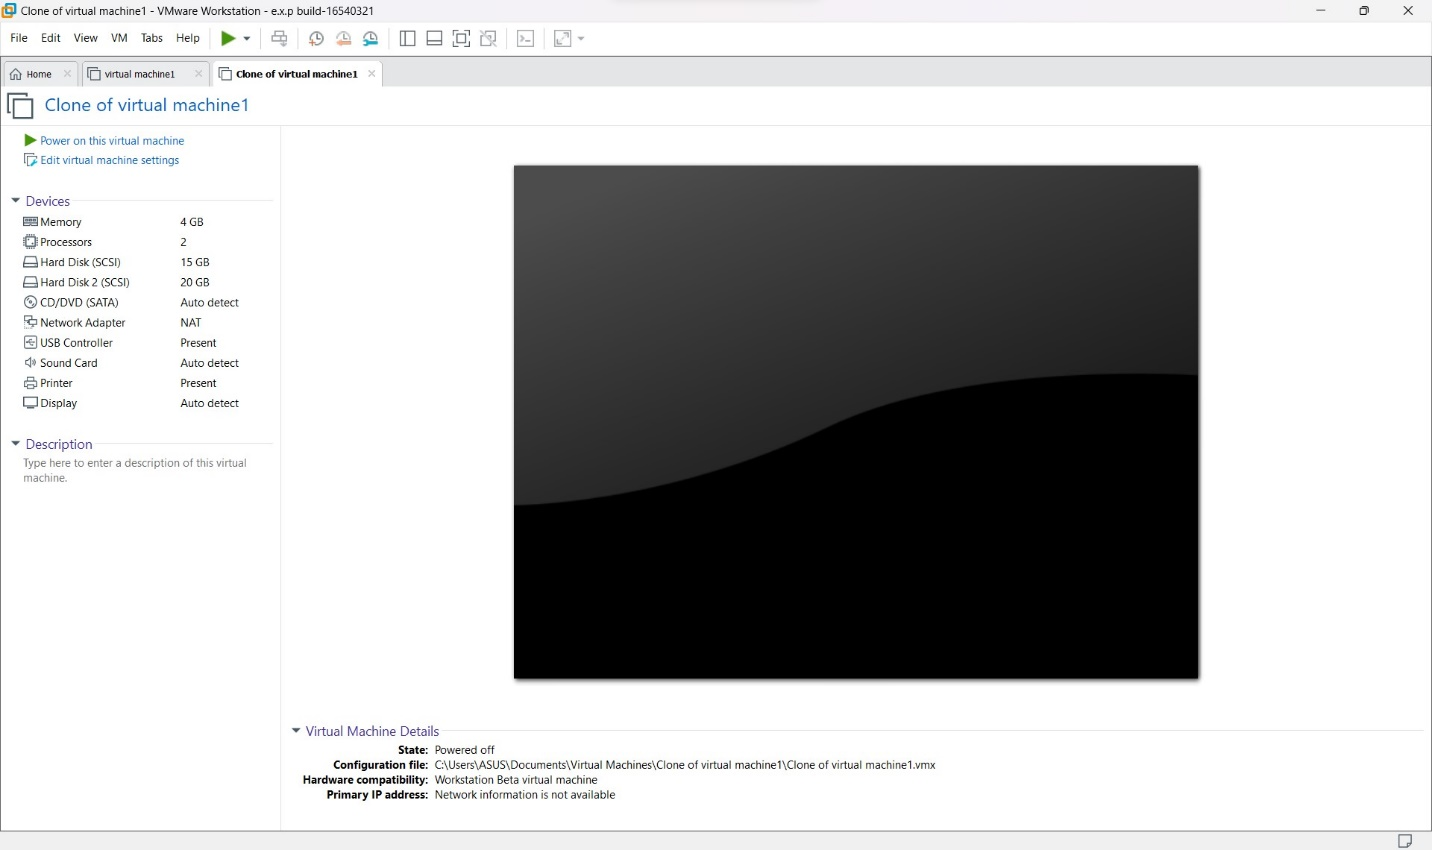 Clone of virtual machine1 - VMware Workstation - e.x.p build-16540321
File Edit View VM Tabs Help
Home virtual machine1 Clone of virtual machine1
Clone of virtual machine1
Power on this virtual machine
Edit virtual machine settings
Devices
Memory 4 GB
Processors 2
Hard Disk (SCSI) 15 GB
Hard Disk 2 (SCSI) 20 GB
CD/DVD (SATA) Auto detect
Network Adapter NAT
USB Controller Present
Sound Card Auto detect
Printer Present
Display Auto detect
Description
Type here to enter a description of this virtual
machine.
Virtual Machine Details
State: Powered off
Configuration file: C:\Users\ASUS\Documents\Virtual Machines\Clone of virtual machine1\Clone of virtual machine1.vmx
Hardware compatibility: Workstation Beta virtual machine
Primary IP address: Network information is not available